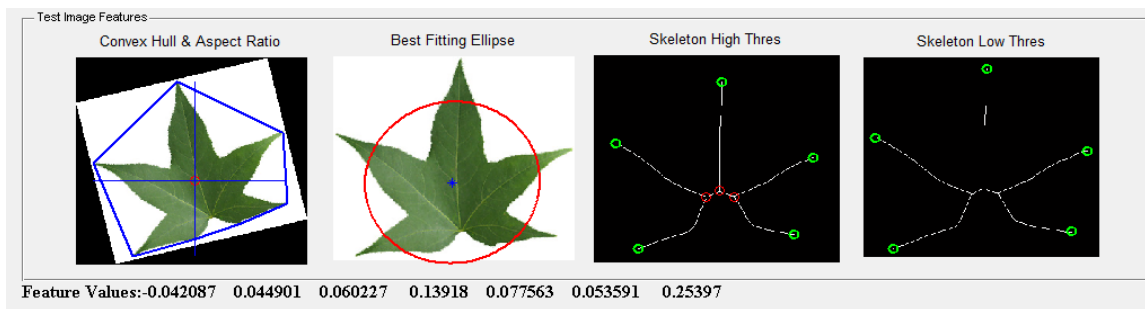 Test Image Features
Convex Hull & Aspect Ratio
Best Fitting Ellipse
Skeleton High Thres
Skeleton Low Thres
Feature Values:-0.042087 0.044901 0.060227 0.13918 0.077563 0.053591 0.25397